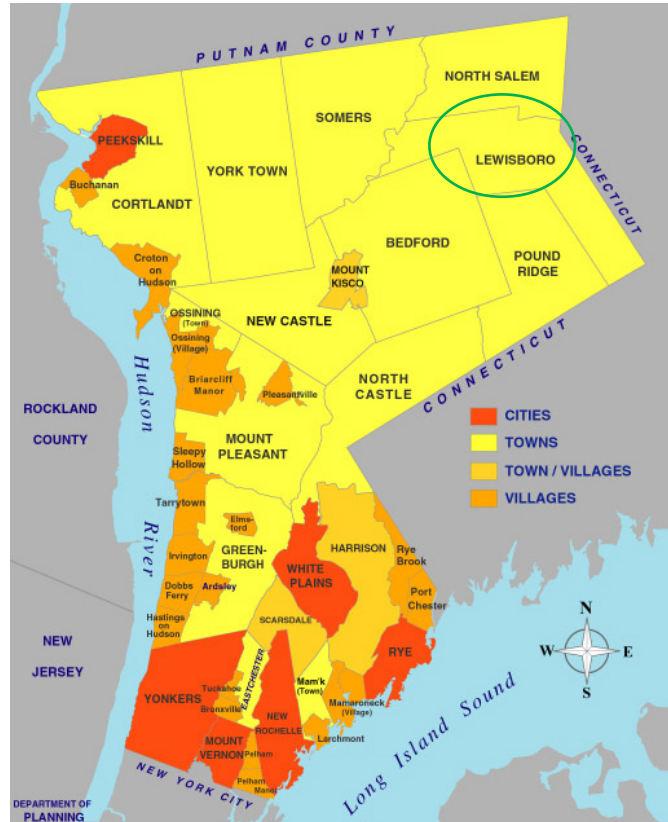 PUTNAM COUNTY
NORTH SALEM
SOMERS
PEEKSKILL
YORK TOWN
LEWISBORO
CONNECTICUT
Buchanan
CORTLANDT
BEDFORD
POUND
RIDGE
Croton
on
Hudson
MOUNT
KISCO
OSSINING
(Town)
NEW CASTLE
Ossining
(Village)
CONNECTICUT
Hudson
River
Briarcliff
Manor
Pleasantville
NORTH
CASTLE
ROCKLAND
COUNTY
CITIES
TOWNS
TOWN / VILLAGES
VILLAGES
MOUNT
PLEASANT
Sleepy
Hollow
Tarrytown
Elms-
ford
GREEN-
BURGH
HARRISON
Rye
Brook
Irvington
WHITE
PLAINS
Dobbs
Ferry
Ardsley
Port
Chester
Hastings
on
Hudson
SCARSDALE
N
W
E
S
NEW
JERSEY
RYE
EASTCHESTER
Mam'k
(Town)
YONKERS
Tuckahoe
Bronxville
Mamaroneck
(Village)
NEW
ROCHELLE
Larchmont
MOUNT
VERNON
Pelham
Pelham
Manor
Long Island Sound
NEW YORK CITY
DEPARTMENT OF
PLANNING